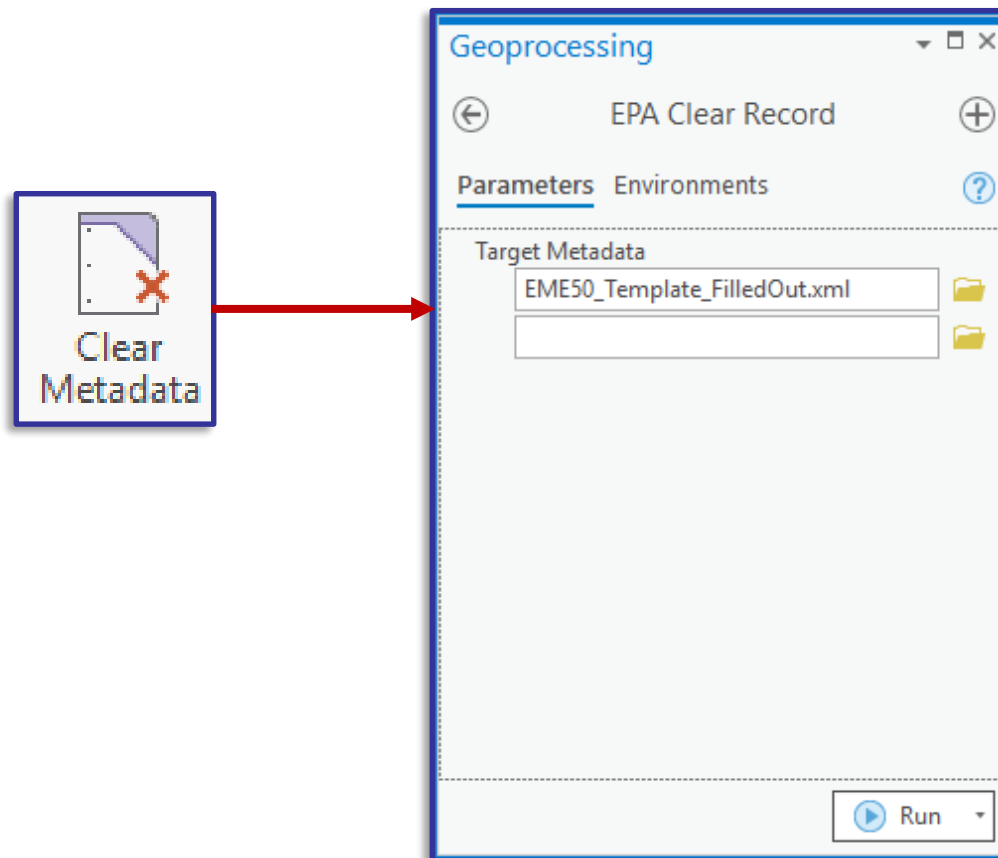 Clear
Metadata
Geoprocessing
EPA Clear Record
Parameters Environments
Target Metadata
EME50_Template_FilledOut.xml
Run